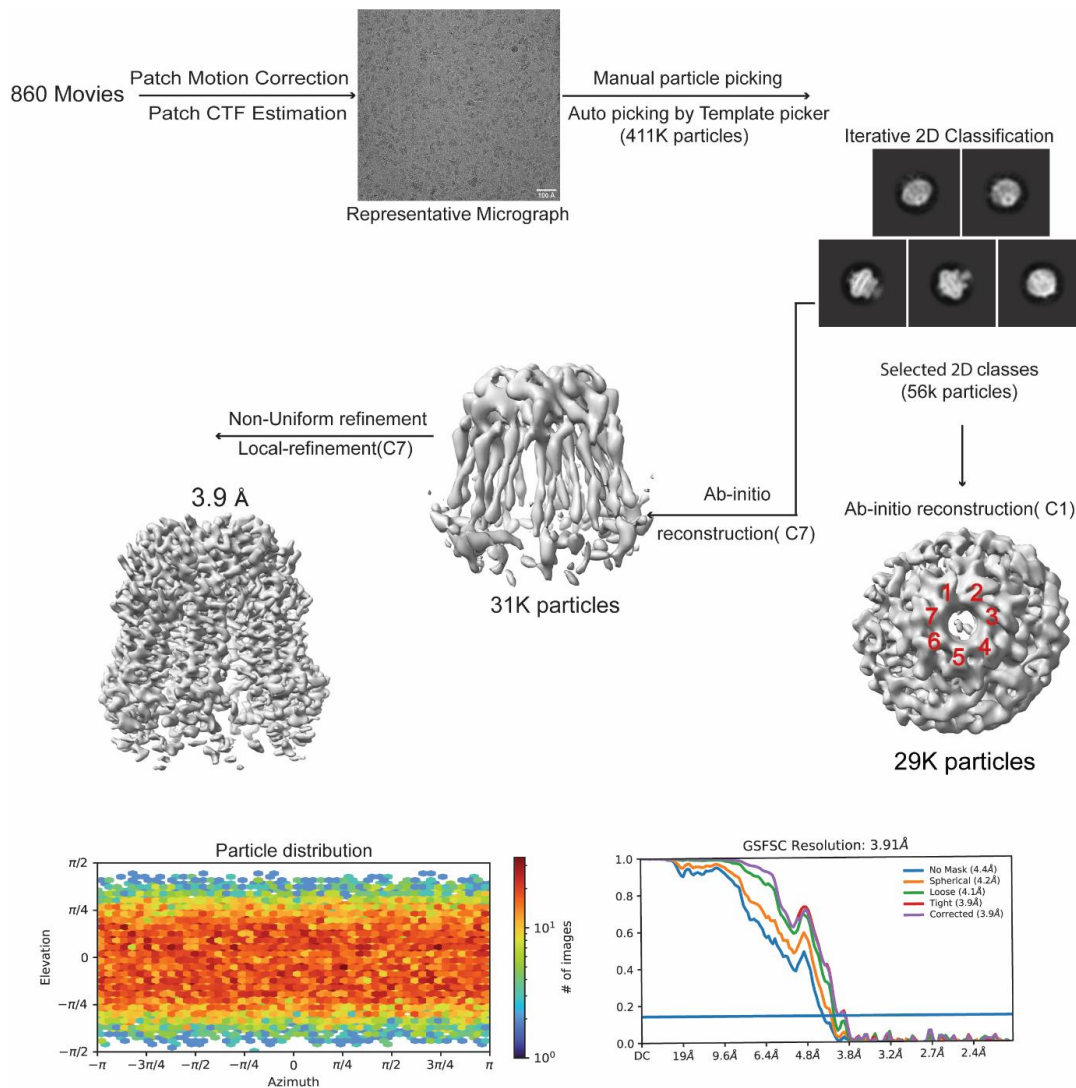 860 Movies
Patch Motion Correction
Patch CTF Estimation
100 Å
Representative Micrograph
Manual particle picking
Auto picking by Template picker
(411K particles)
Iterative 2D Classification
Selected 2D classes
(56k particles)
Ab-initio reconstruction( C1)
1
2
3
4
5
6
7
29K particles
Ab-initio
reconstruction( C7)
31K particles
Non-Uniform refinement
Local-refinement(C7)
3.9 Å
Particle distribution
π/2
π/4
0
−π/4
−π/2
Elevation
−π
−3π/4
−π/2
−π/4
0
π/4
π/2
3π/4
π
Azimuth
10¹
10⁰
# of images
GSFSC Resolution: 3.91Å
1.0
0.8
0.6
0.4
0.2
0.0
No Mask (4.4Å)
Spherical (4.2Å)
Loose (4.1Å)
Tight (3.9Å)
Corrected (3.9Å)
DC
19Å
9.6Å
6.4Å
4.8Å
3.8Å
3.2Å
2.7Å
2.4Å